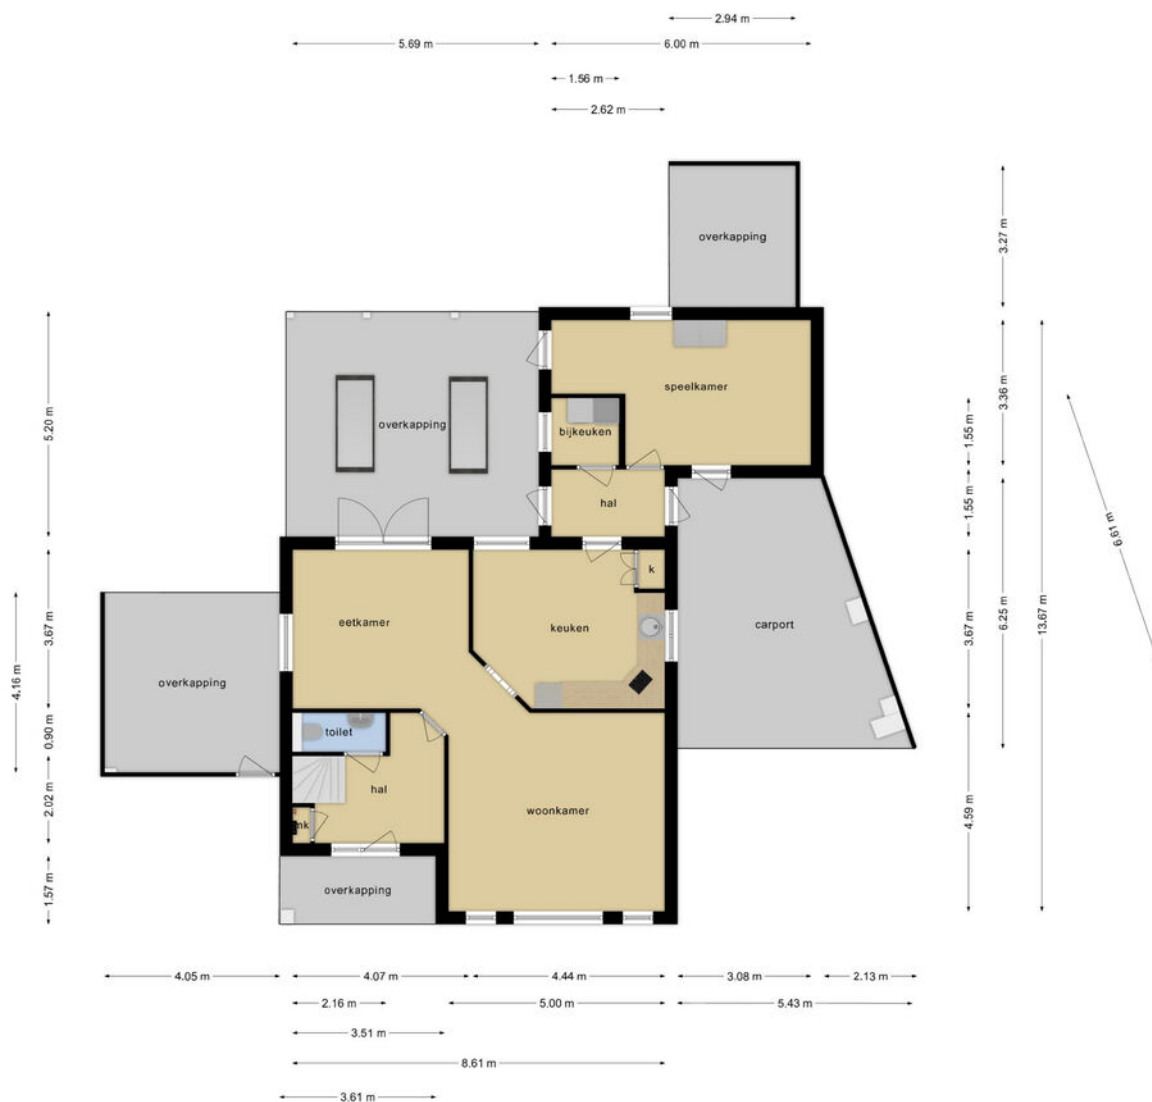 2.94 m
5.69 m
6.00 m
1.56 m
2.62 m
overkapping
3.27 m
speelkamer
3.36 m
5.20 m
overkapping
bijkeuken
1.55 m
hal
1.55 m
6.61 m
k
eetkamer
keuken
carport
3.67 m
3.67 m
6.25 m
13.67 m
overkapping
4.16 m
0.90 m
toilet
hal
woonkamer
2.02 m
mk
4.59 m
overkapping
1.57 m
4.05 m
4.07 m
4.44 m
3.08 m
2.13 m
2.16 m
5.00 m
5.43 m
3.51 m
8.61 m
3.61 m